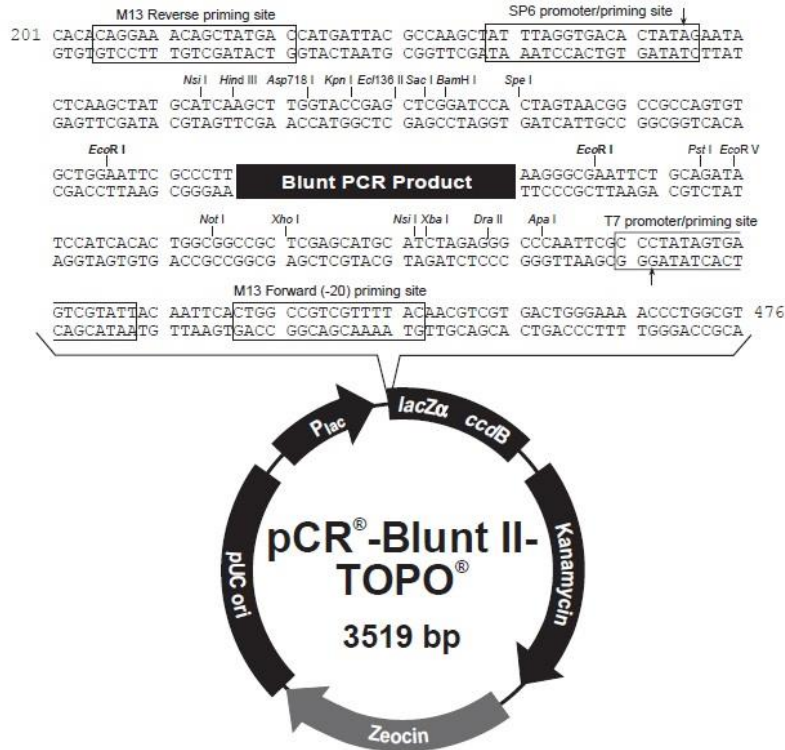 M13 Reverse priming site SP6 promoter/priming site
201 CACACAGGAA ACAGCTATGA CCATGATTAC GCCAAGCTAT TTAGGTGACA CTATAGAATA
GTGTGTCCTT TGTCGATACT GGTACTAATG CGGTTCGATA AATCCACTGT GATATCTTAT
Nsi I Hind III Asp718 I Kpn I Ecl136 II Sac I BamH I Spe I
CTCAAGCTAT GCATCAAGCT TGGTACCGAG CTCGGATCCA CTAGTAACGG CCGCCAGTGT
GAGTTCGATA CGTAGTTCGA ACCATGGCTC GAGCCTAGGT GATCATTGCC GGCGGTCACA
EcoR I EcoR I Pst I EcoR V
GCTGGAATTC GCCCTT Blunt PCR Product AAGGGCGAATTCT GCAGATA
CGACCTTAAG CGGGAA TTCCCGCTTAAGA CGTCTAT
Not I Xho I Nsi I Xba I Dra II Apa I T7 promoter/priming site
TCCATCACAC TGGCGGCCGC TCGAGCATGC ATCTAGAGGG CCCAATTCGC CCTATAGTGA
AGGTAGTGTG ACCGCCGGCG AGCTCGTACG TAGATCTCCC GGGTTAAGCG GGATATCACT
M13 Forward (-20) priming site
GTCGTATTAC AATTCACTGG CCGTCGTTTT ACAACGTCGT GACTGGGAAA ACCCTGGCGT 476
CAGCATAATG TTAAGTGACC GGCAGCAAAA TGTTGCAGCA CTGACCCTTT TGGGACCGCA
Plac lacZα ccdB
pCR®-Blunt II-
TOPO®
3519 bp
Kanamycin
pUC ori
Zeocin